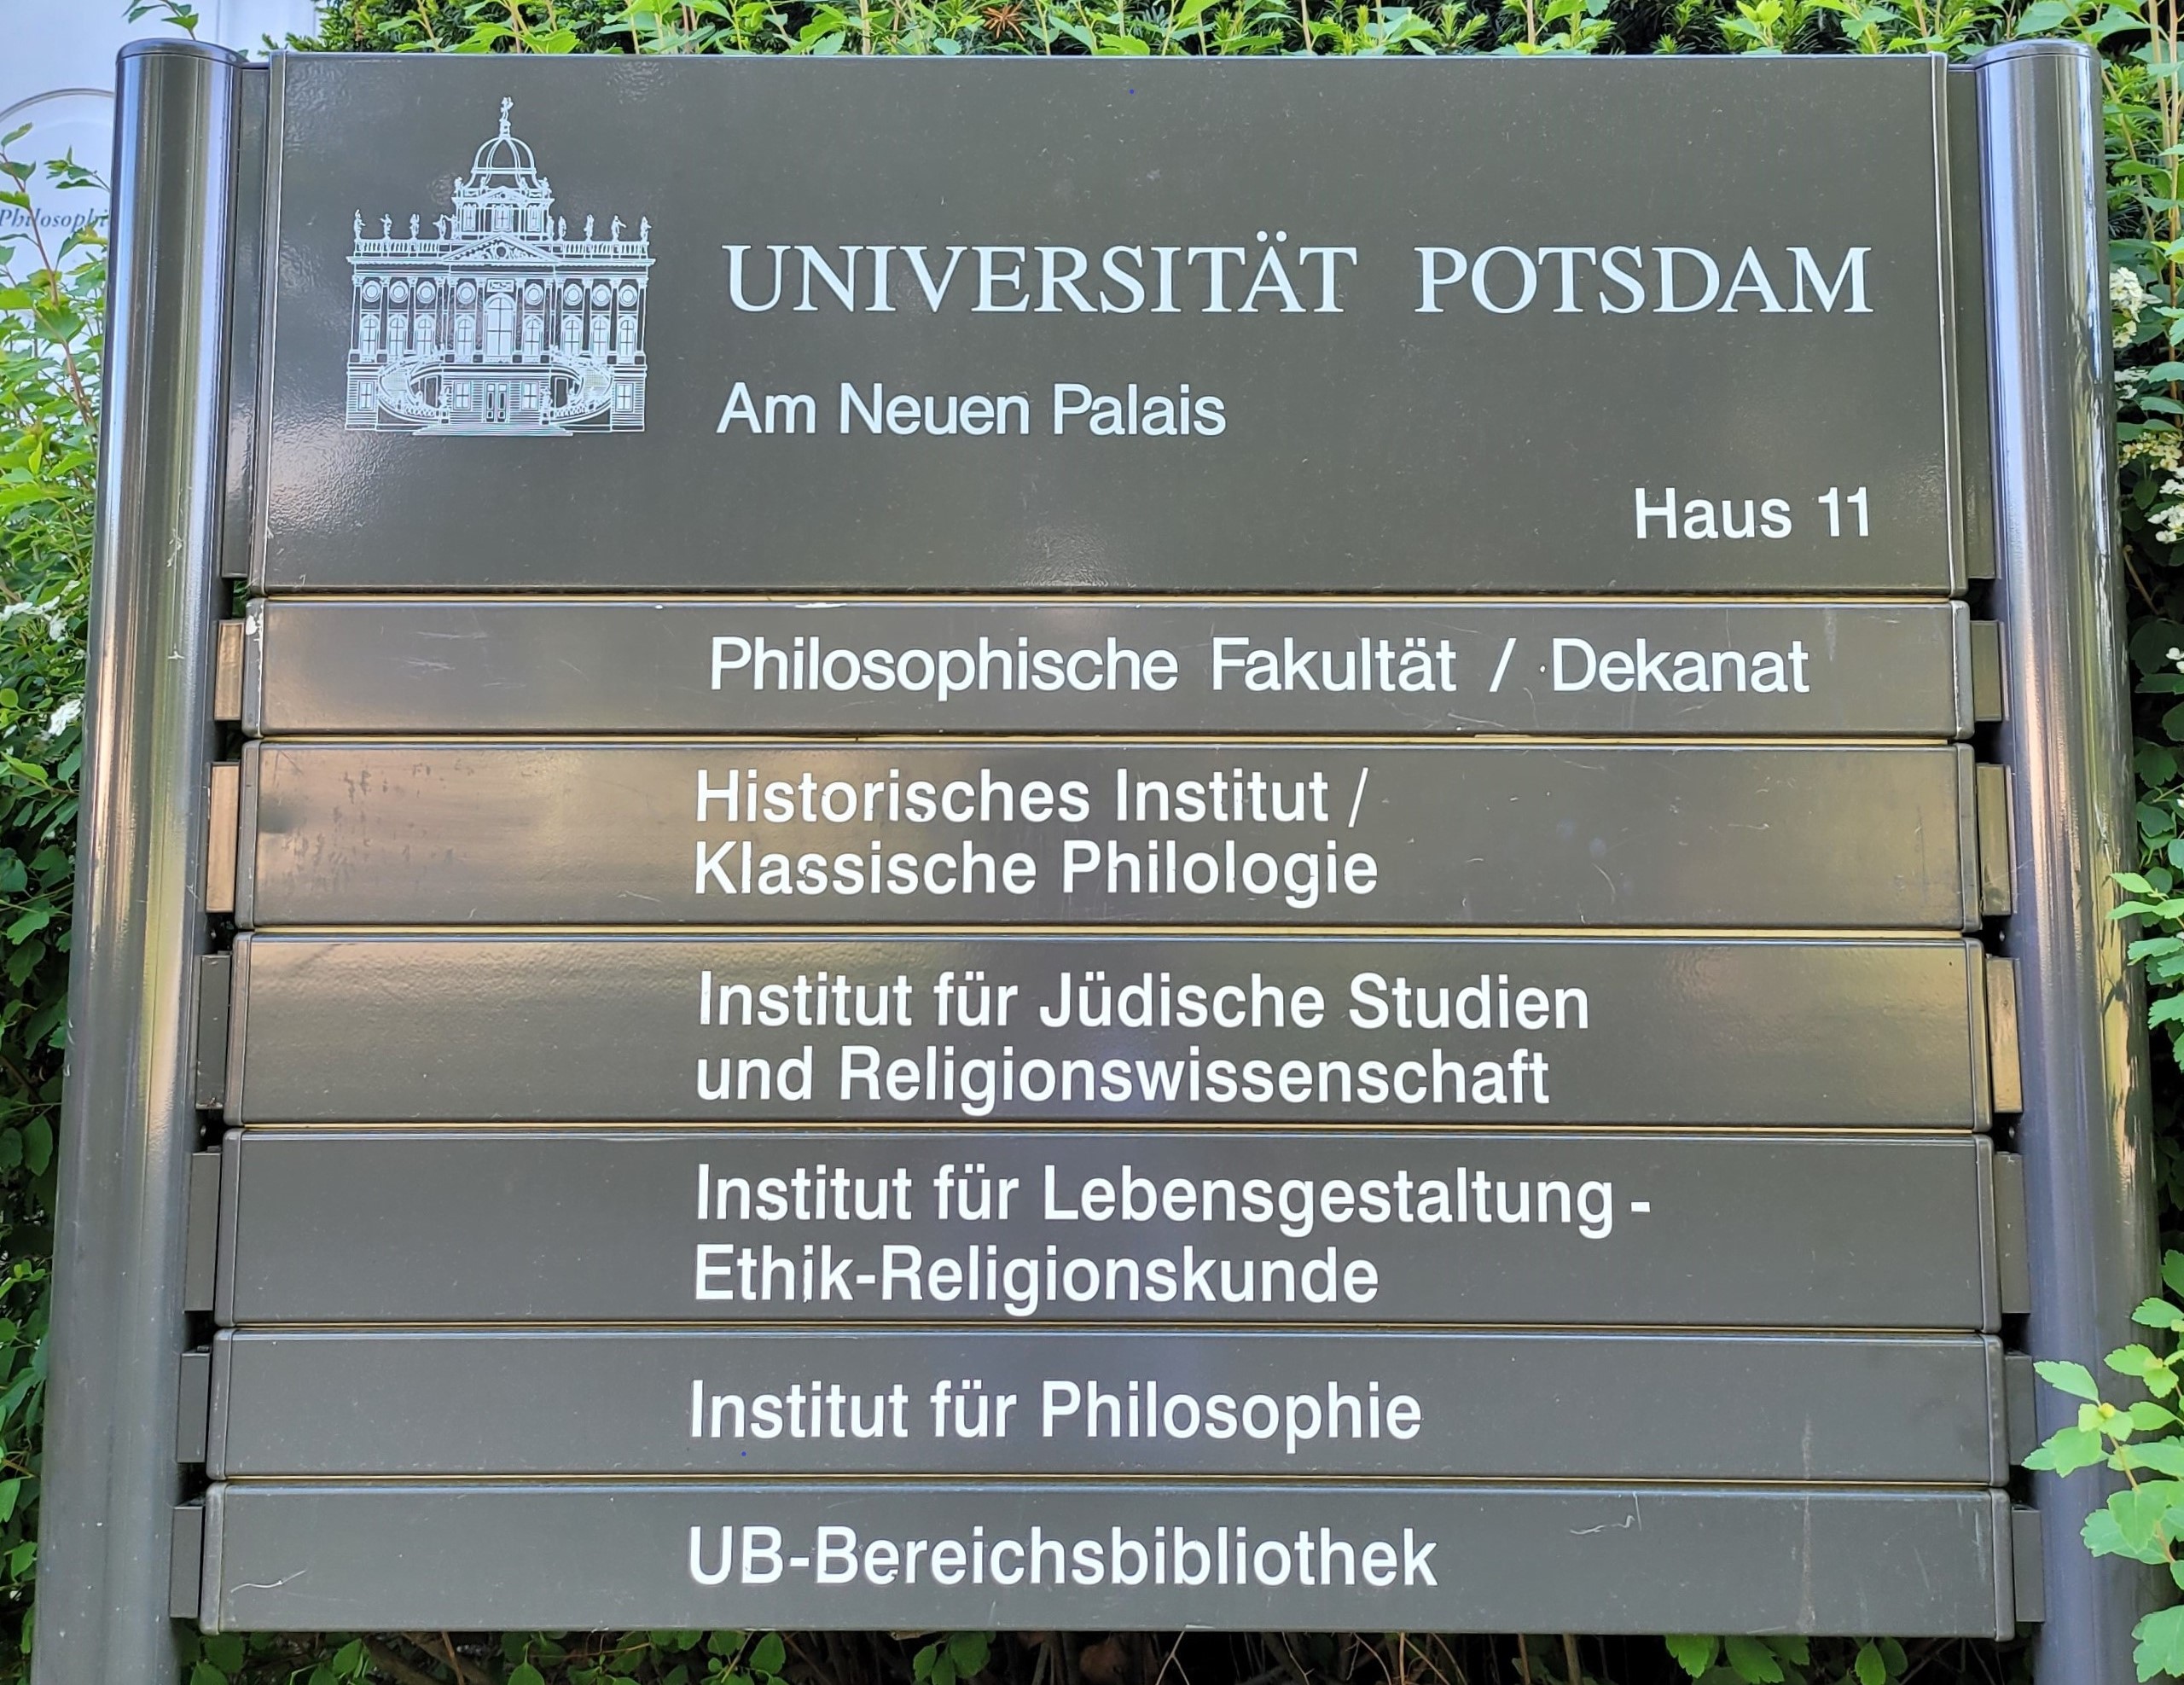 Philosophi
UNIVERSITÄT POTSDAM
Am Neuen Palais
Haus 11
Philosophische Fakultät / Dekanat
Historisches Institut /
Klassische Philologie
Institut für Jüdische Studien
und Religionswissenschaft
Institut für Lebensgestaltung -
Ethik-Religionskunde
Institut für Philosophie
UB-Bereichsbibliothek